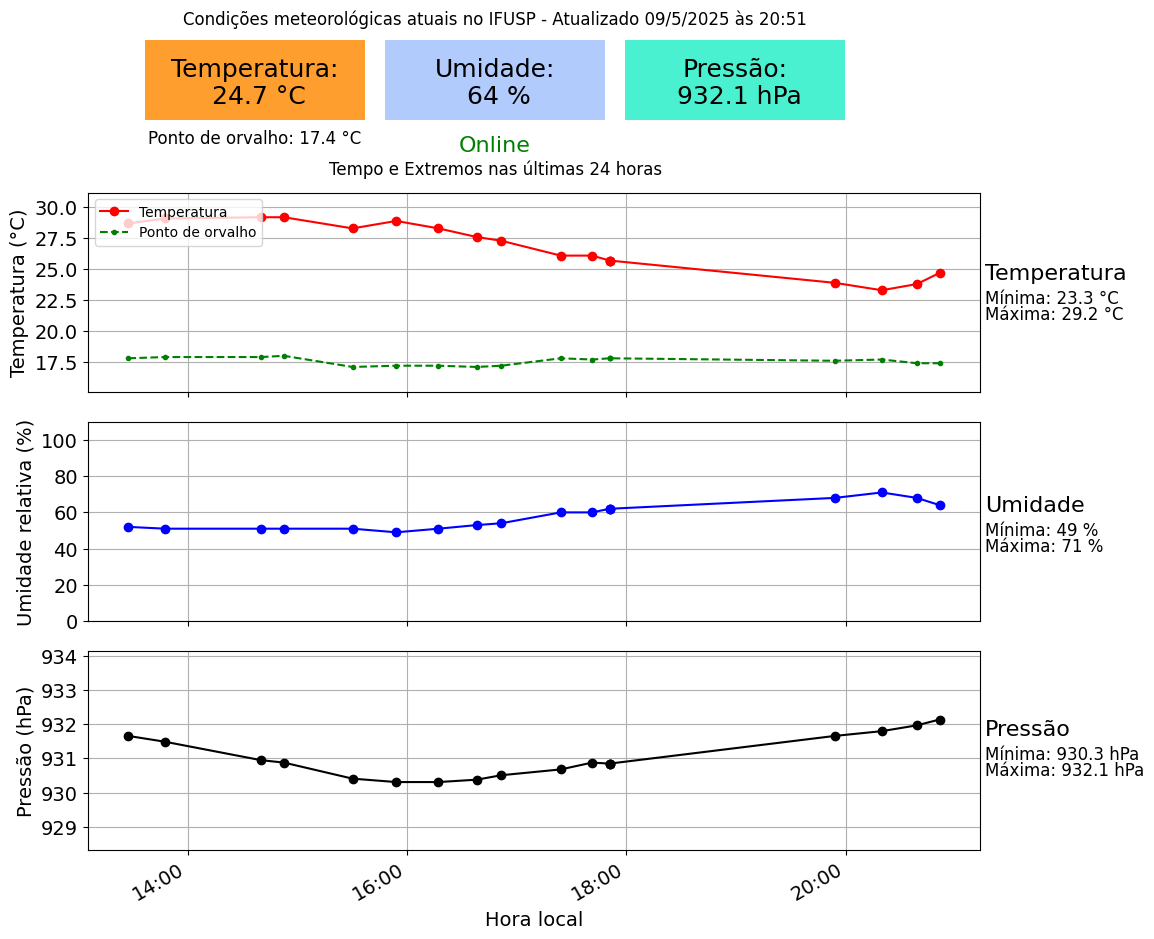 Condições meteorológicas atuais no IFUSP - Atualizado 09/5/2025 às 20:51
Temperatura:
24.7 °C
Umidade:
64 %
Pressão:
932.1 hPa
Ponto de orvalho: 17.4 °C
Online
Tempo e Extremos nas últimas 24 horas
Temperatura (°C)
30.0
27.5
25.0
22.5
20.0
17.5
Temperatura
Ponto de orvalho
Temperatura
Mínima: 23.3 °C
Máxima: 29.2 °C
Umidade relativa (%)
100
80
60
40
20
0
Umidade
Mínima: 49 %
Máxima: 71 %
Pressão (hPa)
934
933
932
931
930
929
Pressão
Mínima: 930.3 hPa
Máxima: 932.1 hPa
14:00
16:00
18:00
20:00
Hora local